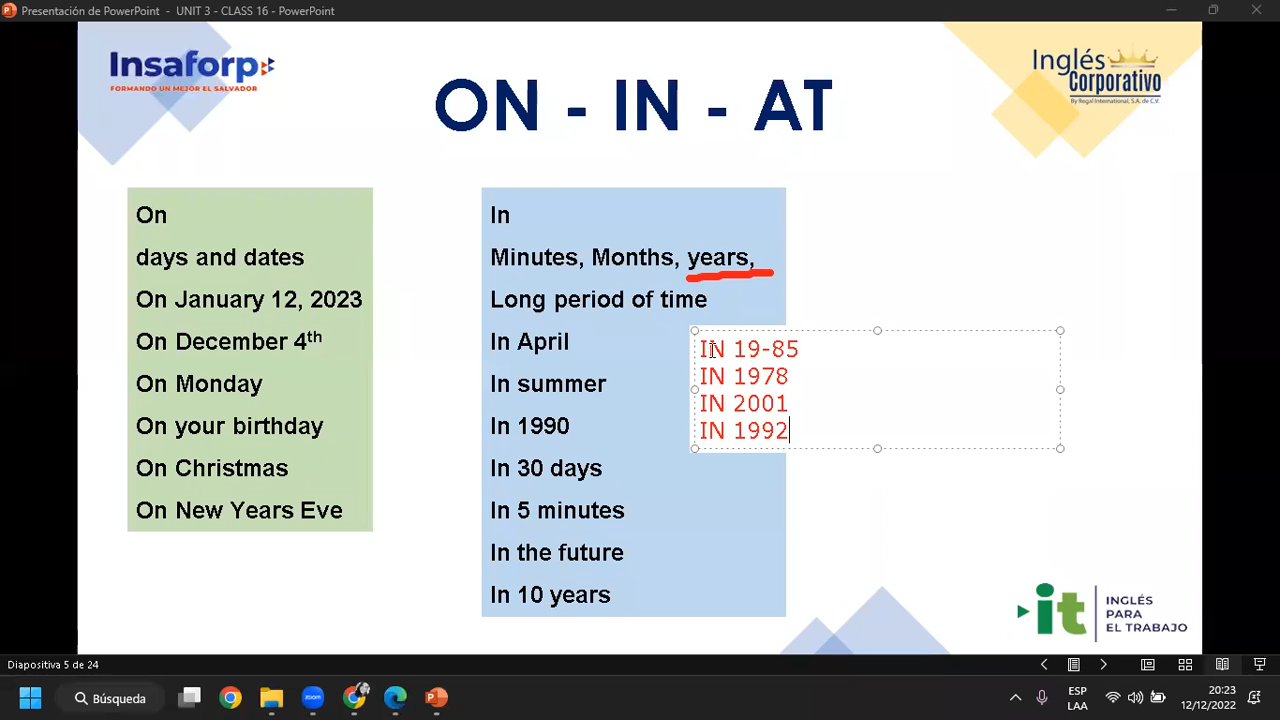 Presentación de PowerPoint - UNIT 3 - CLASS 16 - PowerPoint
Insaforp
FORMANDO UN MEJOR EL SALVADOR
Inglés
Corporativo
By Regal International, S.A. de C.V.
ON - IN - AT
On
days and dates
On January 12, 2023
On December 4th
On Monday
On your birthday
On Christmas
On New Years Eve
In
Minutes, Months, years,
Long period of time
In April
In summer
In 1990
In 30 days
In 5 minutes
In the future
In 10 years
IN 19-85
IN 1978
IN 2001
IN 1992
it
INGLÉS
PARA
EL TRABAJO
Diapositiva 5 de 24
Búsqueda
ESP
LAA
20:23
12/12/2022